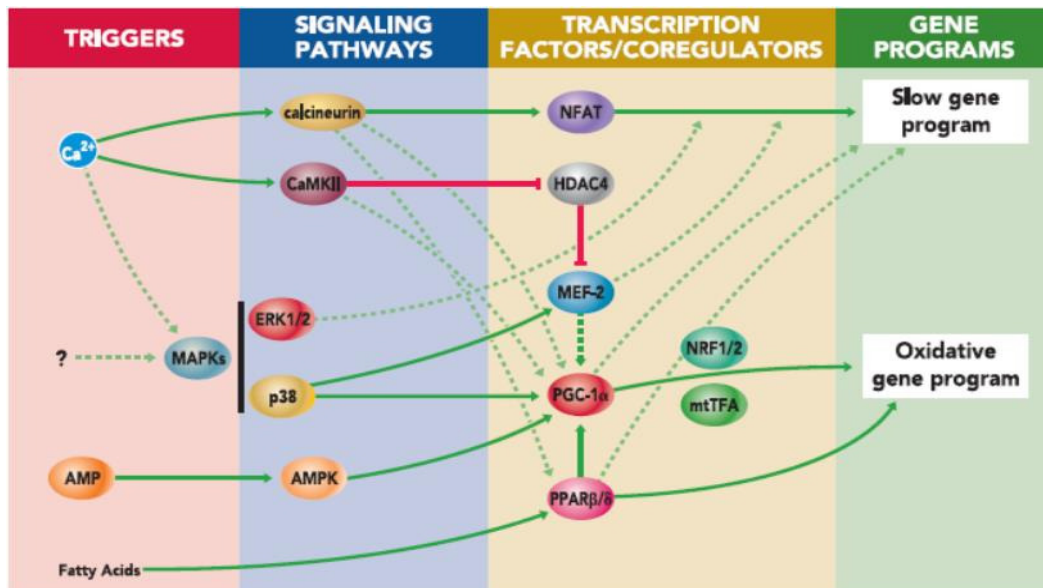 TRIGGERS
SIGNALING
PATHWAYS
TRANSCRIPTION
FACTORS/COREGULATORS
GENE
PROGRAMS
calcineurin
NFAT
Slow gene
program
Ca2+
CaMKII
HDAC4
ERK1/2
MEF-2
NRF1/2
?
MAPKs
Oxidative
gene program
p38
PGC-1α
mtTFA
AMP
AMPK
PPARβ/δ
Fatty Acids